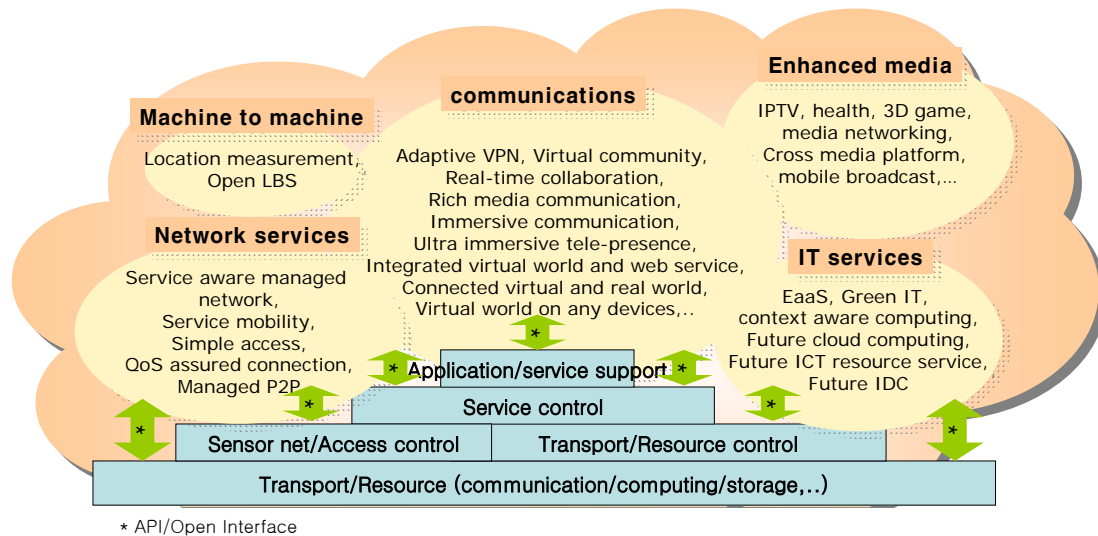 Enhanced media
IPTV, health, 3D game,
media networking,
Cross media platform,
mobile broadcast,...
communications
Adaptive VPN, Virtual community,
Real-time collaboration,
Rich media communication,
Immersive communication,
Ultra immersive tele-presence,
Integrated virtual world and web service,
Connected virtual and real world,
Virtual world on any devices,..
Machine to machine
Location measurement,
Open LBS
Network services
Service aware managed
network,
Service mobility,
Simple access,
QoS assured connection,
Managed P2P
IT services
EaaS, Green IT,
context aware computing,
Future cloud computing,
Future ICT resource service,
Future IDC
*
* Application/service support *
* Service control *
* Sensor net/Access control Transport/Resource control *
Transport/Resource (communication/computing/storage,..)
* API/Open Interface